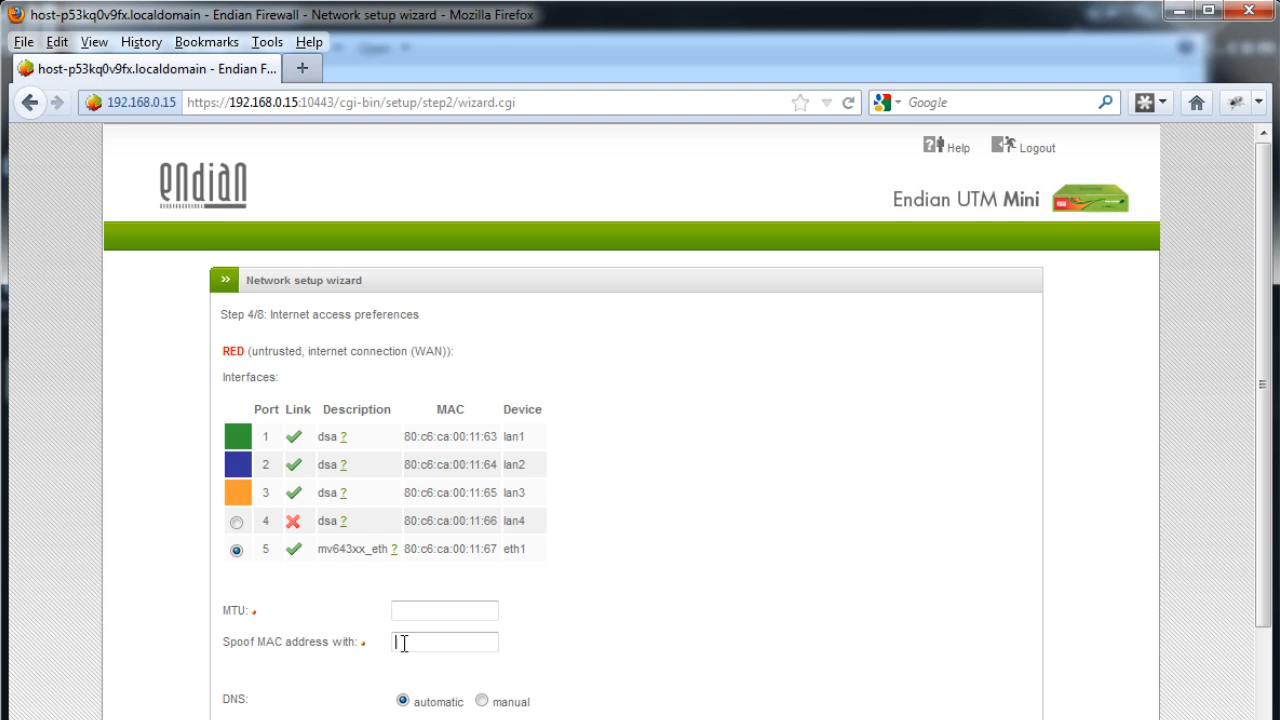 host-p53kq0v9fx.localdomain - Endian Firewall - Network setup wizard - Mozilla Firefox
File Edit View History Bookmarks Tools Help
host-p53kq0v9fx.localdomain - Endian F... +
192.168.0.15 https://192.168.0.15:10443/cgi-bin/setup/step2/wizard.cgi Google
Help Logout
endian
Endian UTM Mini
>> Network setup wizard
Step 4/8: Internet access preferences
RED (untrusted, internet connection (WAN)):
Interfaces:
Port Link Description MAC Device
1 dsa ? 80:c6:ca:00:11:63 lan1
2 dsa ? 80:c6:ca:00:11:64 lan2
3 dsa ? 80:c6:ca:00:11:65 lan3
4 dsa ? 80:c6:ca:00:11:66 lan4
5 mv643xx_eth ? 80:c6:ca:00:11:67 eth1
MTU:
Spoof MAC address with:
DNS: automatic manual